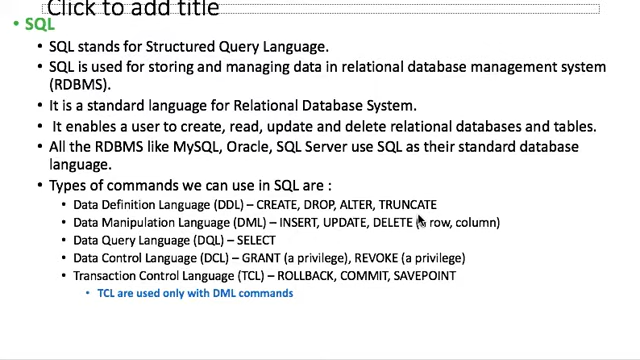 Click to add title
• SQL
• SQL stands for Structured Query Language.
• SQL is used for storing and managing data in relational database management system
(RDBMS).
• It is a standard language for Relational Database System.
• It enables a user to create, read, update and delete relational databases and tables.
• All the RDBMS like MySQL, Oracle, SQL Server use SQL as their standard database
language.
• Types of commands we can use in SQL are :
Data Definition Language (DDL) – CREATE, DROP, ALTER, TRUNCATE
Data Manipulation Language (DML) – INSERT, UPDATE, DELETE ( row, column)
Data Query Language (DQL) – SELECT
Data Control Language (DCL) – GRANT (a privilege), REVOKE (a privilege)
Transaction Control Language (TCL) – ROLLBACK, COMMIT, SAVEPOINT
• TCL are used only with DML commands